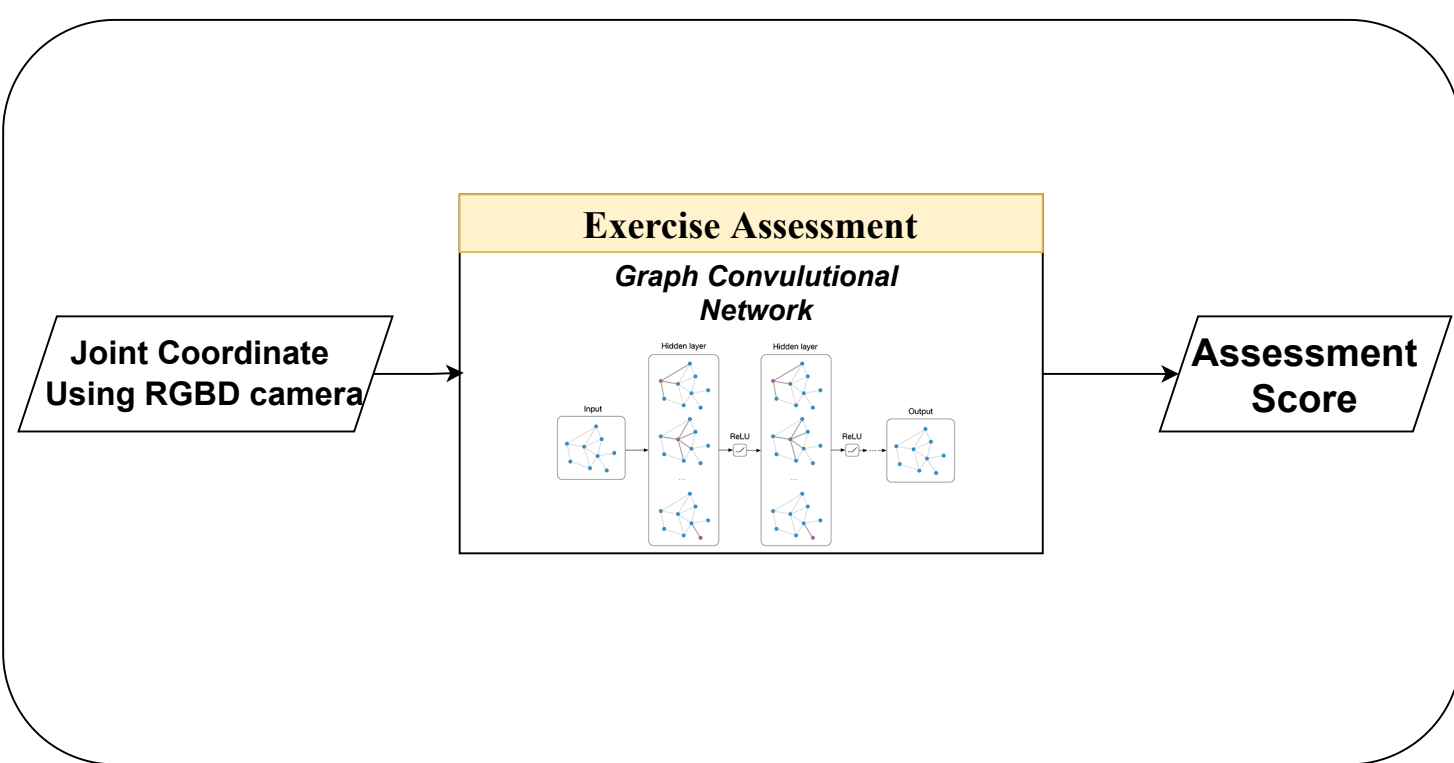 Exercise Assessment
Graph Convulutional
Network
Joint Coordinate
Using RGBD camera
Input
Hidden layer
...
ReLU
Hidden layer
...
ReLU
...
Output
Assessment
Score